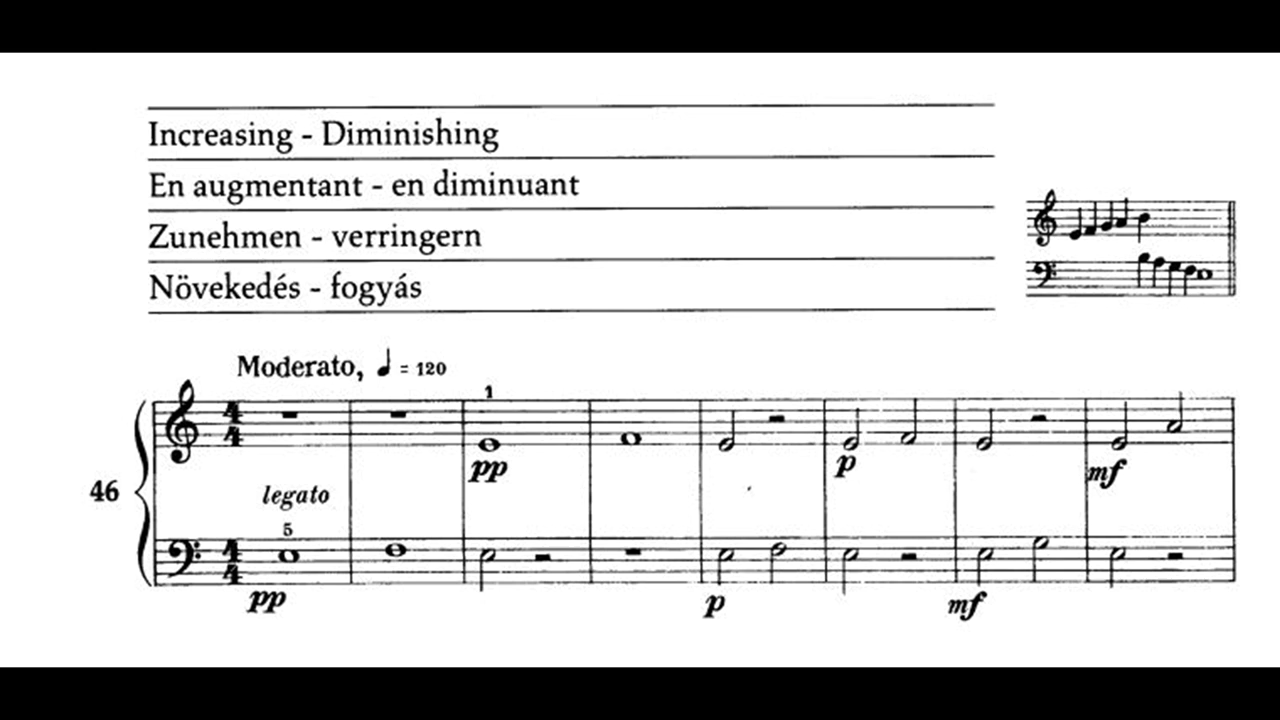 Increasing - Diminishing
En augmentant - en diminuant
Zunehmen - verringern
Növekedés - fogyás
Moderato, ♩ = 120
1
pp
p
mf
46
legato
5
pp
p
mf